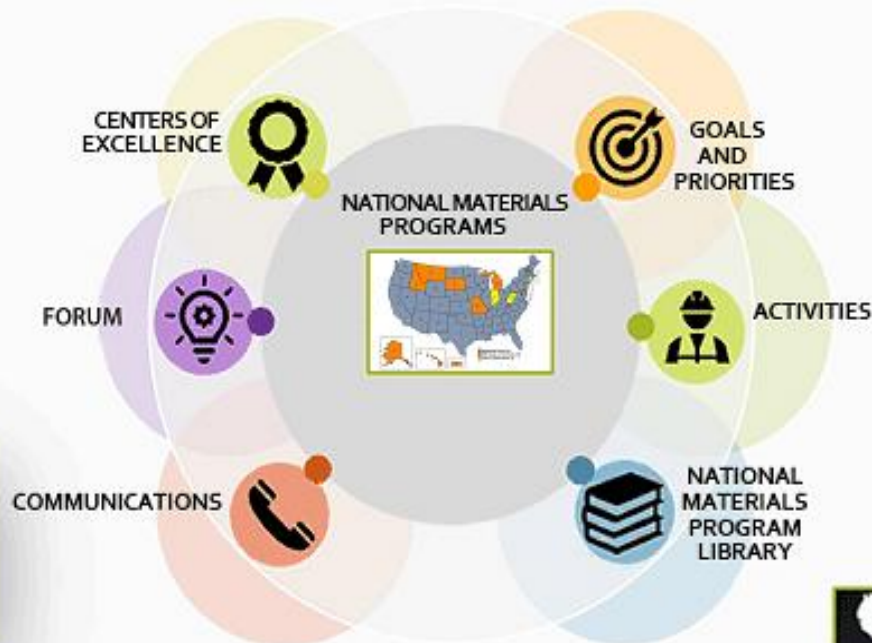 CENTERS OF
EXCELLENCE
GOALS
AND
PRIORITIES
NATIONAL MATERIALS
PROGRAMS
FORUM
ACTIVITIES
COMMUNICATIONS
NATIONAL
MATERIALS
PROGRAM
LIBRARY